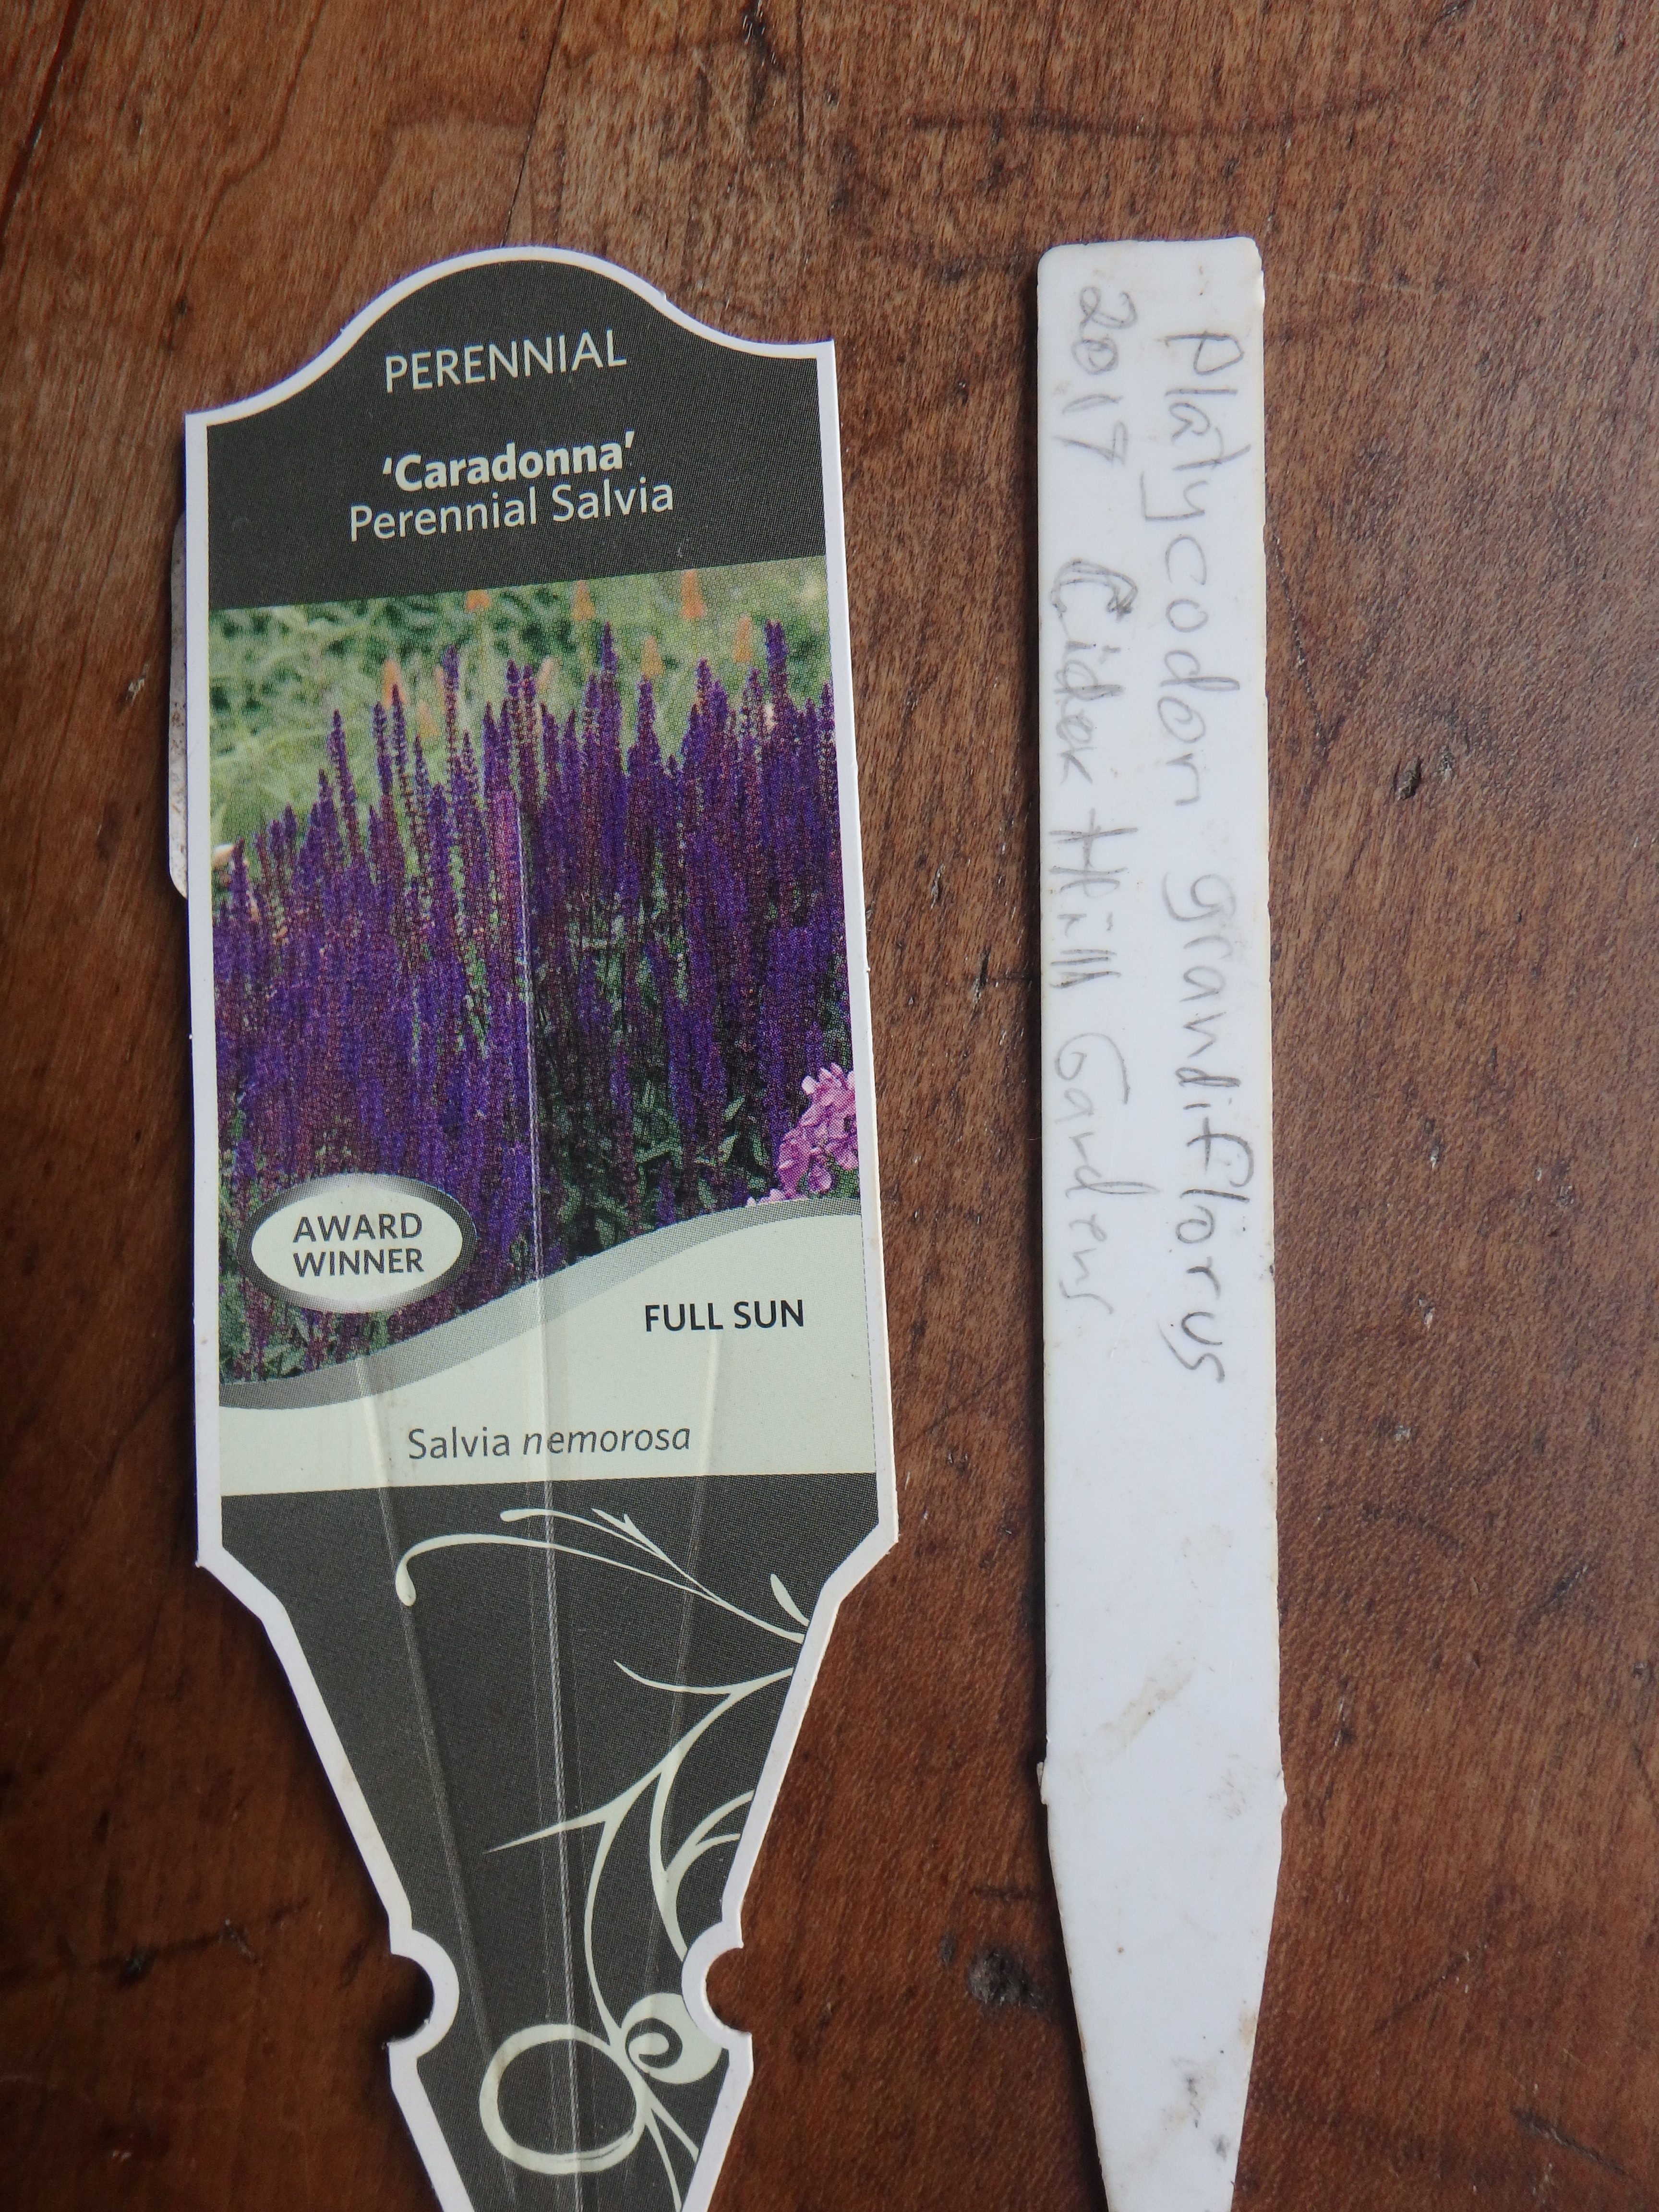 PERENNIAL
‘Caradonna’
Perennial Salvia
AWARD
WINNER
FULL SUN
Salvia nemorosa
Platycodon grandiflorus
2017 Cider Hill Gardens